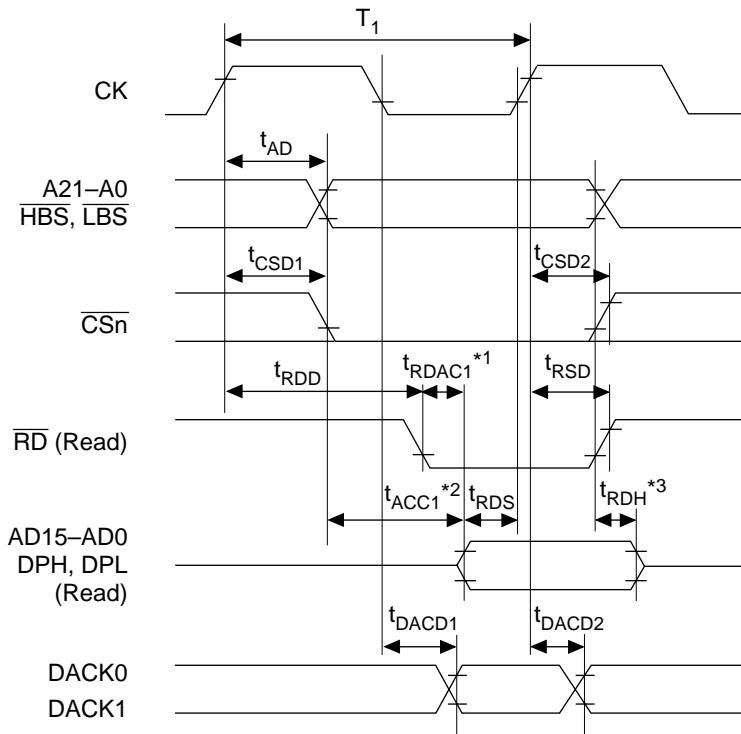 T1
CK
tAD
A21–A0
HBS, LBS
tCSD1
tCSD2
CSn
tRDD
tRDAC1*1
tRSD
RD (Read)
tACC1*2
tRDS
tRDH*3
AD15–AD0
DPH, DPL
(Read)
tDACD1
tDACD2
DACK0
DACK1